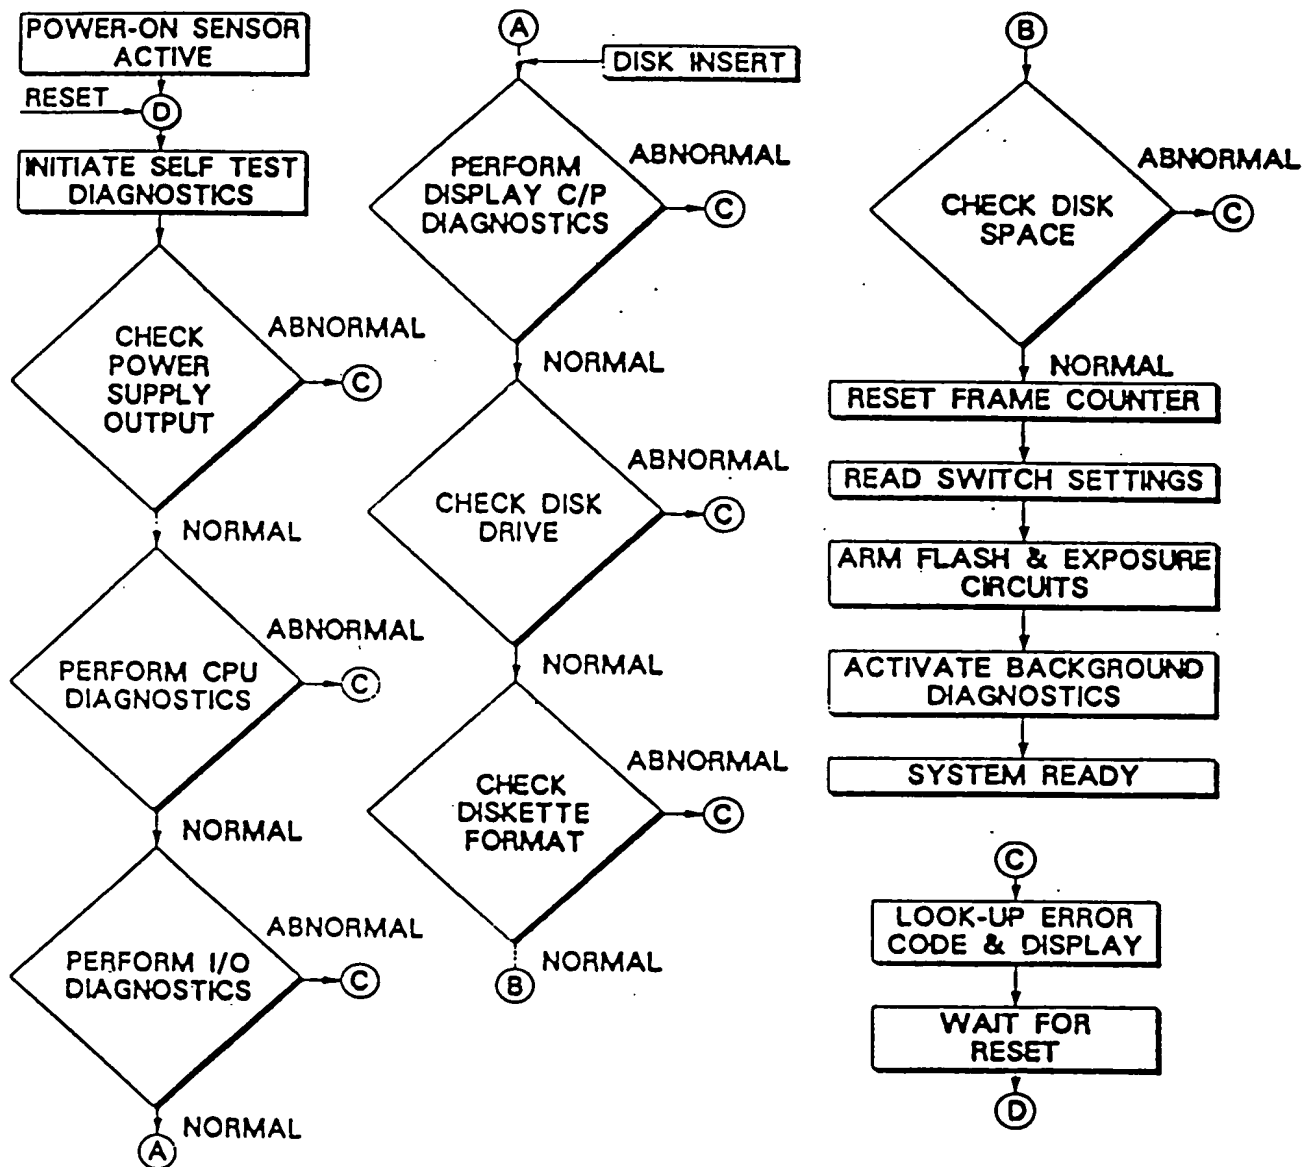 POWER-ON SENSOR
ACTIVE
RESET
D
INITIATE SELF TEST
DIAGNOSTICS
CHECK
POWER
SUPPLY
OUTPUT
ABNORMAL
C
NORMAL
PERFORM CPU
DIAGNOSTICS
ABNORMAL
C
NORMAL
PERFORM I/O
DIAGNOSTICS
ABNORMAL
C
NORMAL
A
A
DISK INSERT
PERFORM
DISPLAY C/P
DIAGNOSTICS
ABNORMAL
C
NORMAL
CHECK DISK
DRIVE
ABNORMAL
C
NORMAL
CHECK
DISKETTE
FORMAT
ABNORMAL
C
NORMAL
B
B
CHECK DISK
SPACE
ABNORMAL
C
NORMAL
RESET FRAME COUNTER
READ SWITCH SETTINGS
ARM FLASH & EXPOSURE
CIRCUITS
ACTIVATE BACKGROUND
DIAGNOSTICS
SYSTEM READY
C
LOOK-UP ERROR
CODE & DISPLAY
WAIT FOR
RESET
D